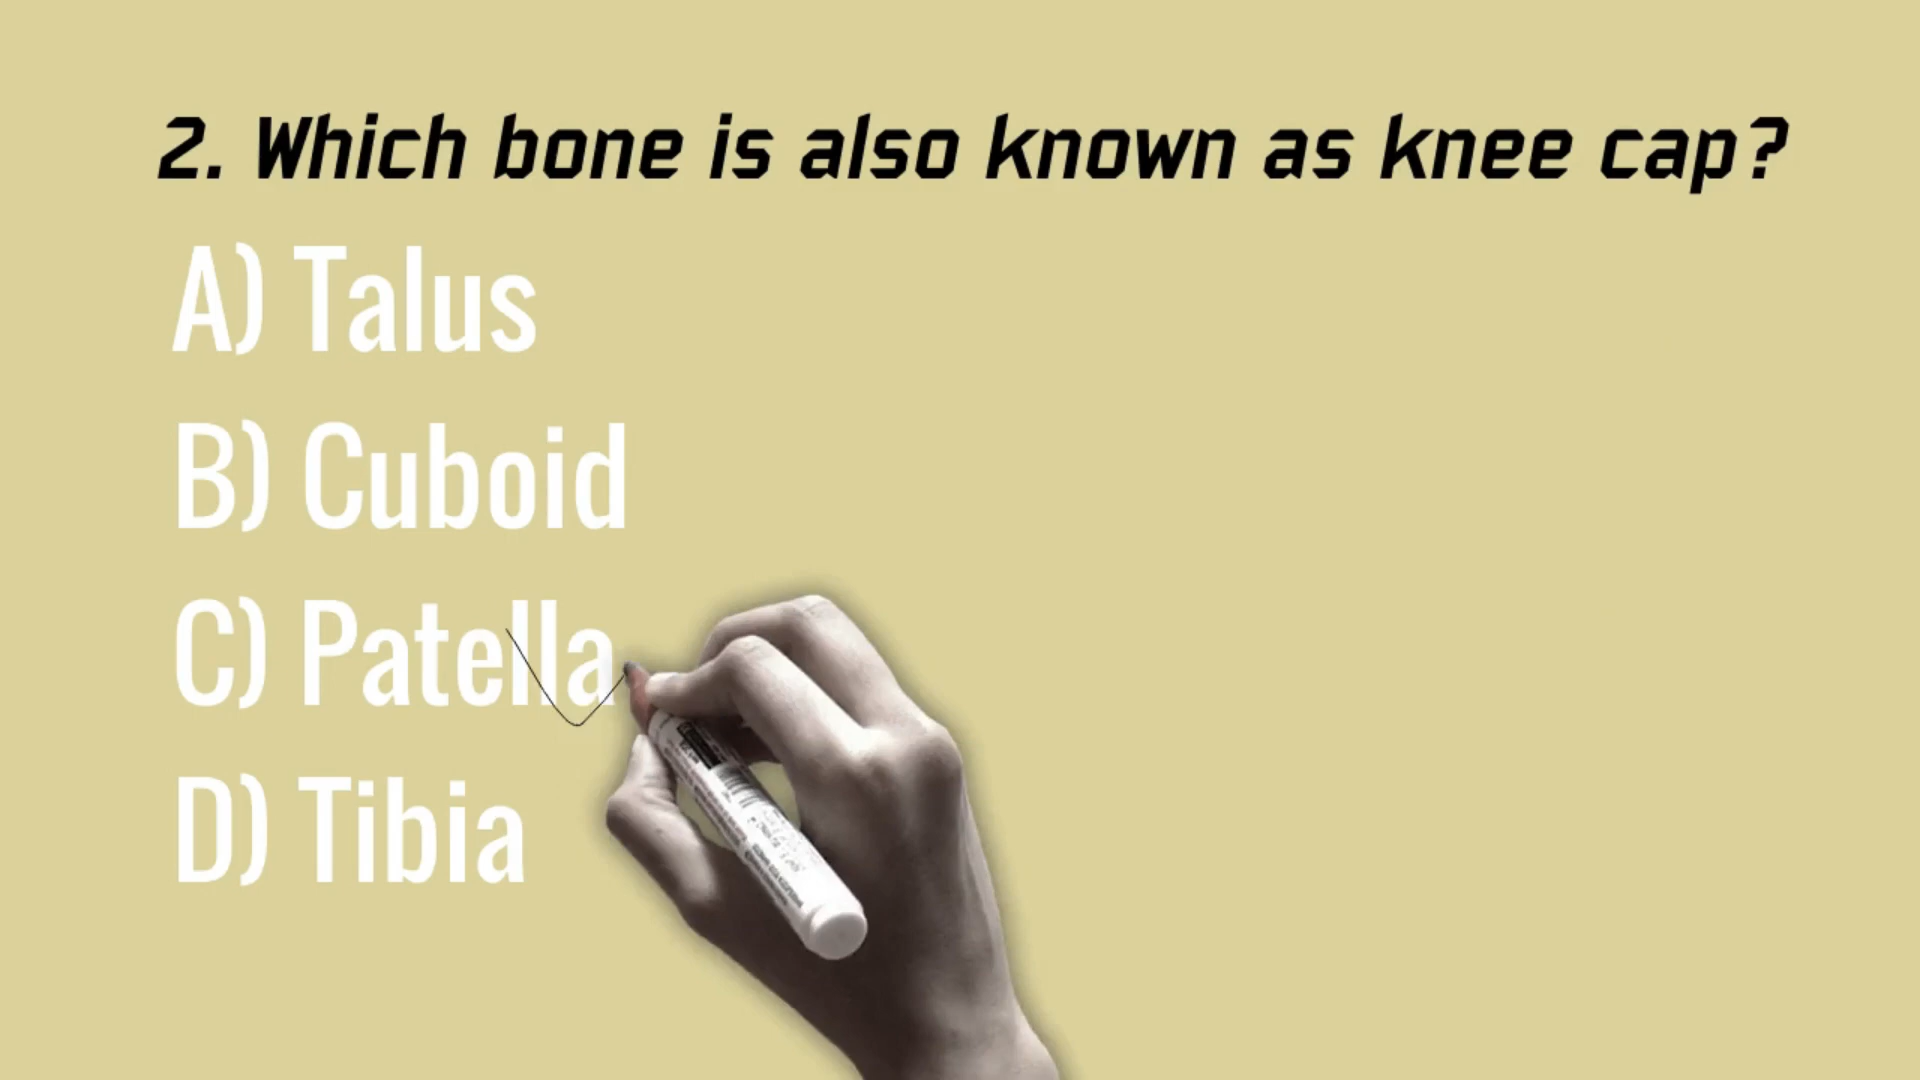 2. Which bone is also known as knee cap?
A) Talus
B) Cuboid
C) Patella
D) Tibia